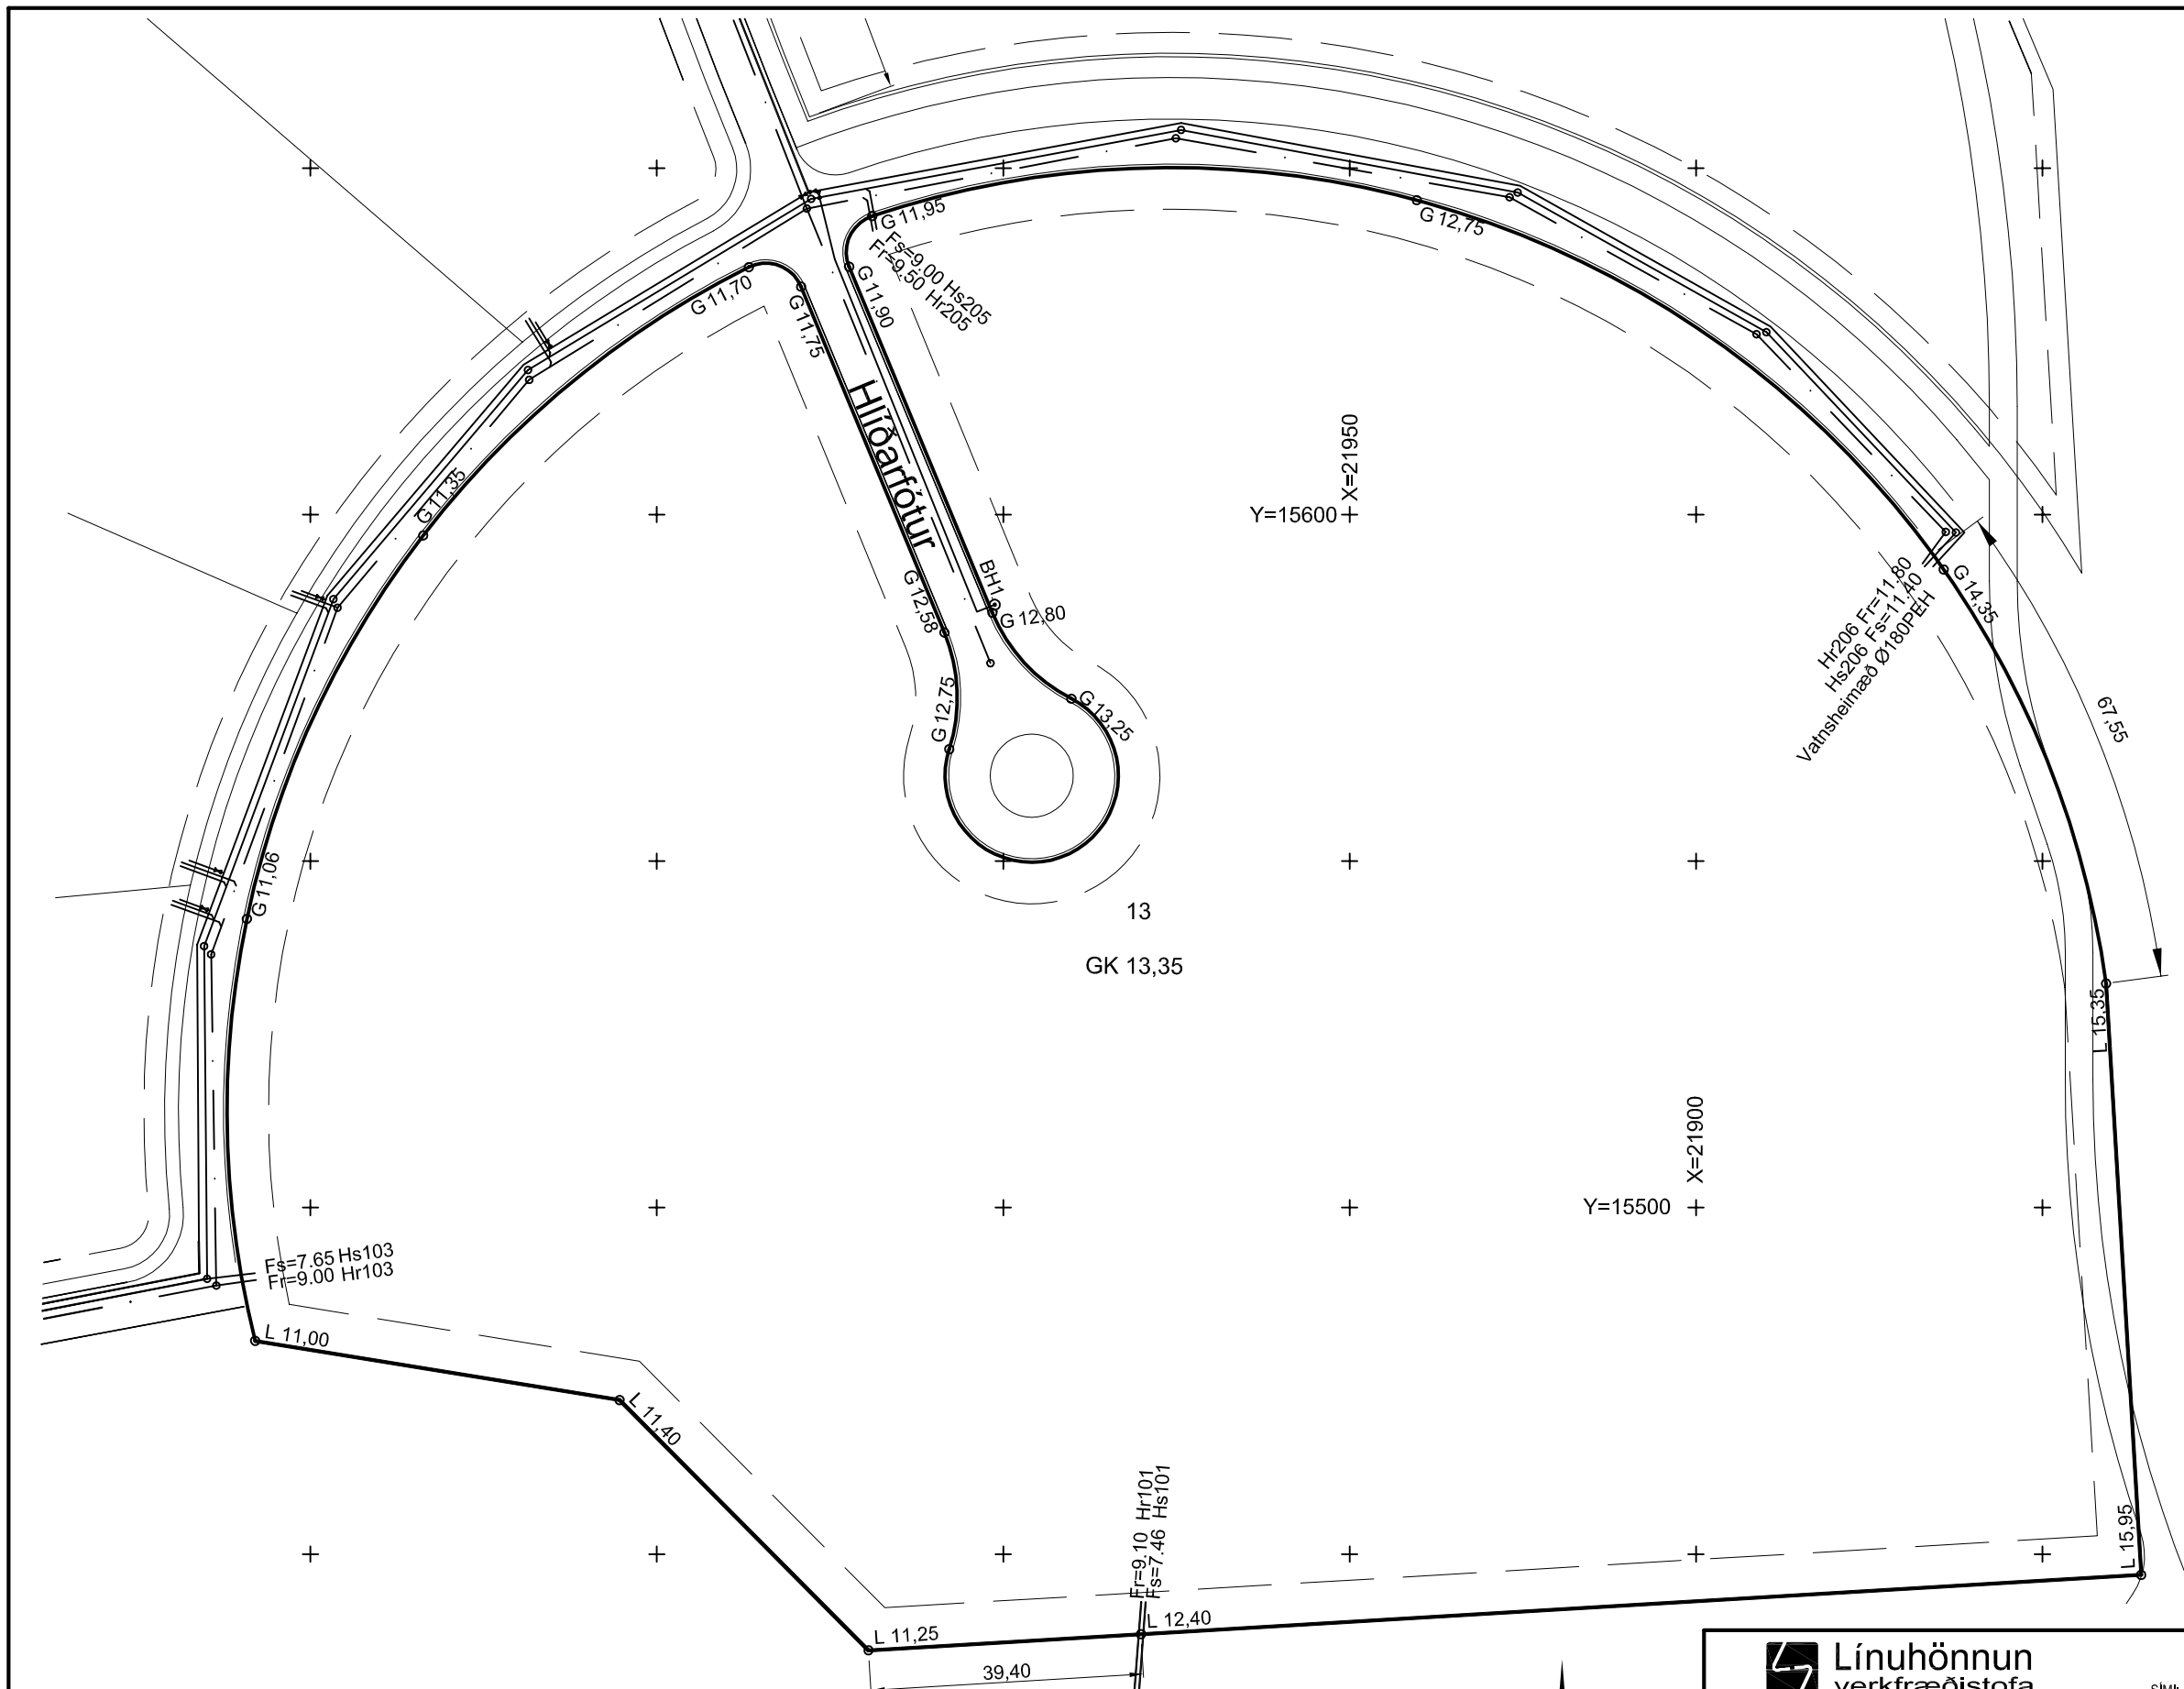 G 11,95
Fs=9.00 Hs205
Fr=9.50 Hr205
G 12,75
G 11,70
G 11,75
G 11,90
Hlíðarfótur
X=21950
Y=15600
G 11,35
BH1
G 12,80
G 12,58
G 12,75
G 13,25
Hr206 Fr=11.80
Hs206 Fs=11.40
Vatnsheimæð Ø180PEH
G 14,35
67,55
G 11,06
13
GK 13,35
L 15,35
X=21900
Y=15500
Fs=7.65 Hs103
Fr=9.00 Hr103
L 11,00
L 11,40
Fr=9.10 Hr101
Fs=7.46 Hs101
L 15,95
L 11,25
L 12,40
39,40
Línuhönnun
verkfræðistofa